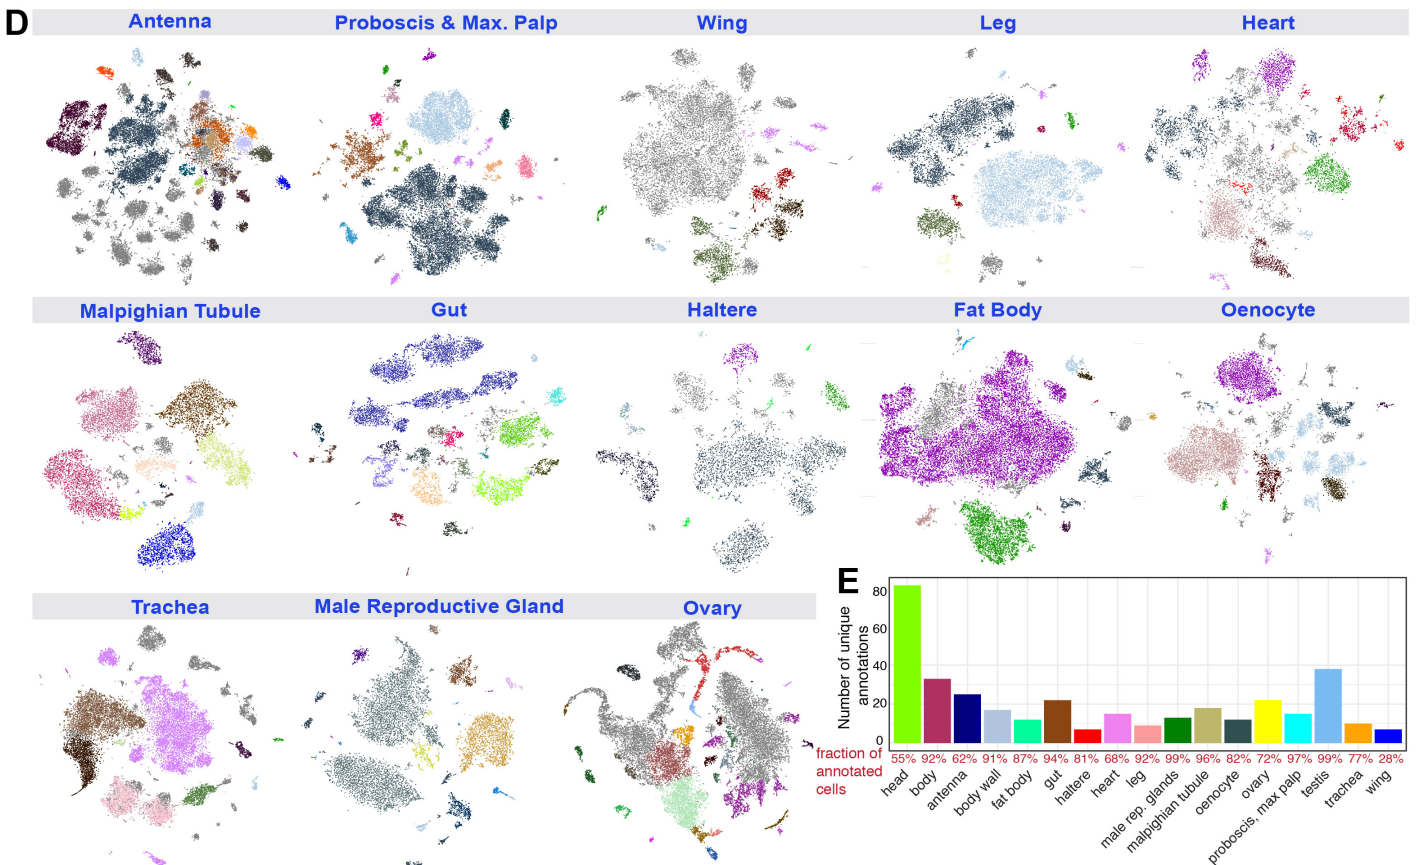 D
Antenna
Proboscis & Max. Palp
Wing
Leg
Heart
Malpighian Tubule
Gut
Haltere
Fat Body
Oenocyte
Trachea
Male Reproductive Gland
Ovary
E
Number of unique
annotations
80
60
40
20
0
fraction of
annotated
cells
55% 92% 62% 91% 87% 94% 81% 68% 92% 99% 96% 82% 72% 97% 99% 77% 28%
head
body
antenna
body wall
fat body
gut
haltere
heart
leg
male rep. glands
malpighian tubule
oenocyte
ovary
proboscis, max palp
testis
trachea
wing